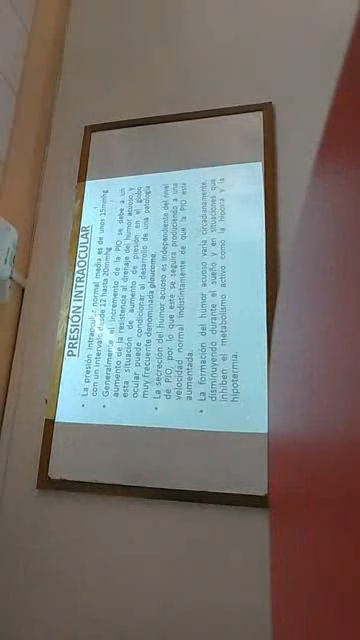 PRESIÓN INTRAOCULAR
• La presión intraocular normal media es de unos 15mmhg
con un intervalo desde 12 hasta 20mmhg
• Generalmente el incremento de la PIO se debe a un
aumento de la resistencia al drenaje del humor acuoso y
esta situación de aumento de presión en el globo
ocular puede condicionar al desarrollo de una patología
muy frecuente denominada glaucoma.
• La secreción del humor acuoso es independiente del nivel
de PIO, por lo que este se seguira produciendo a una
velocidad normal indistintamente de que la PIO este
aumentada.
• La formación del humor acuoso varía circadianamente,
disminuyendo durante el sueño y en situaciones que
inhiben el metabolismo activo como la hipoxia y la
hipotermia.